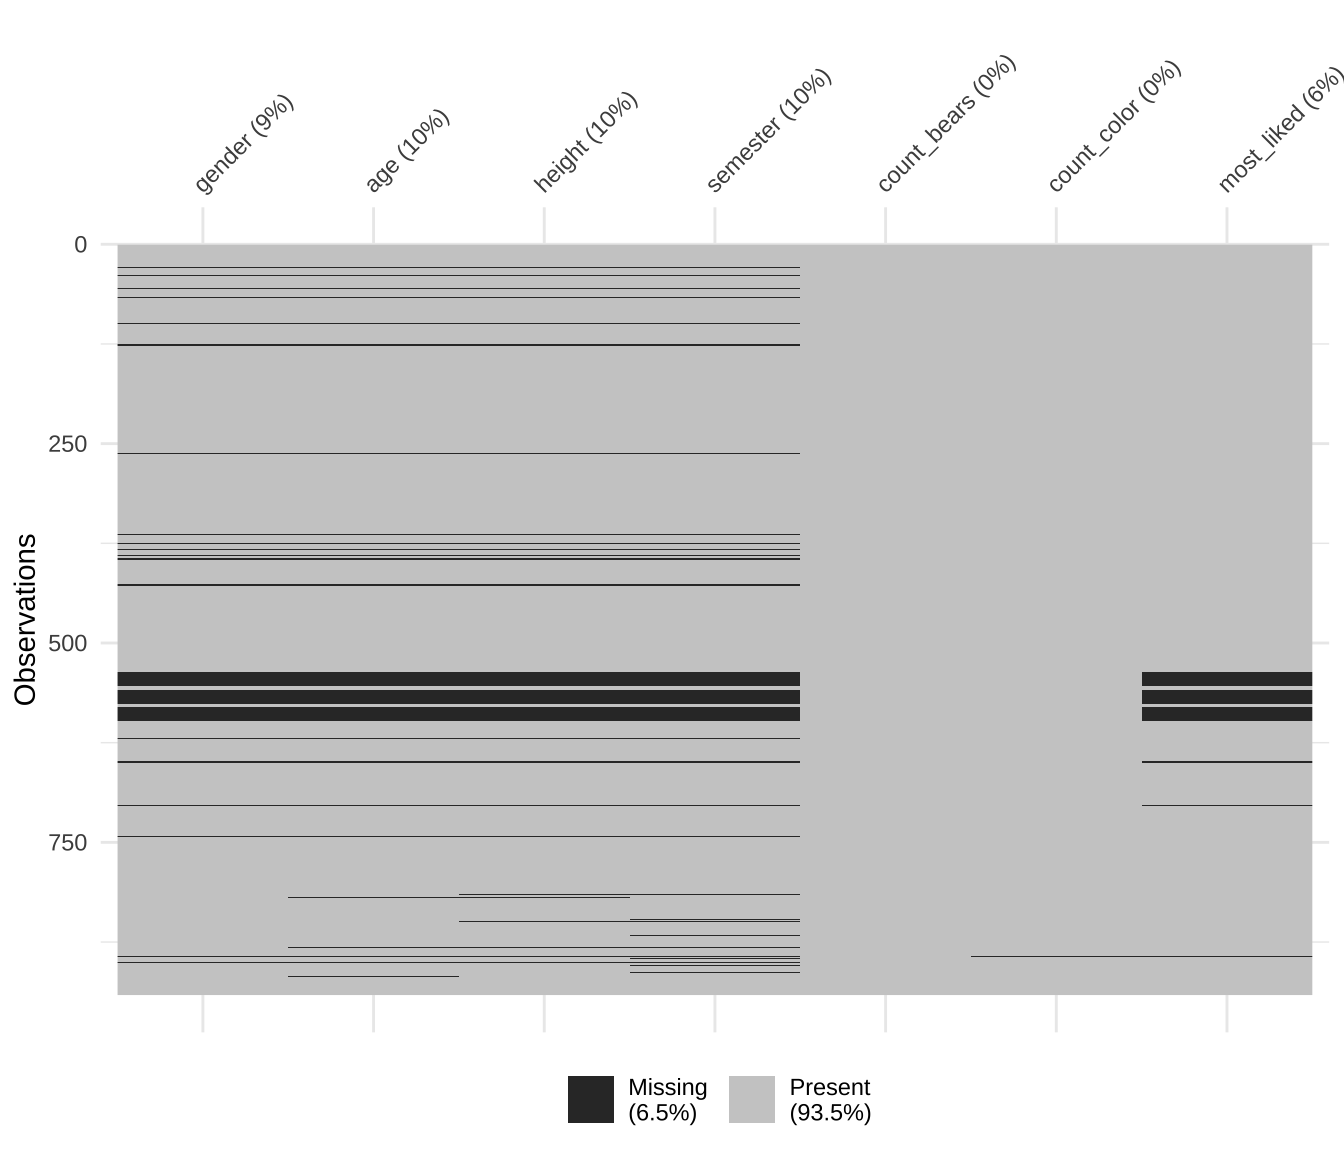 gender (9%)
age (10%)
height (10%)
semester (10%)
count_bears (0%)
count_color (0%)
most_liked (6%)
0
250
500
750
Observations
Missing
(6.5%)
Present
(93.5%)